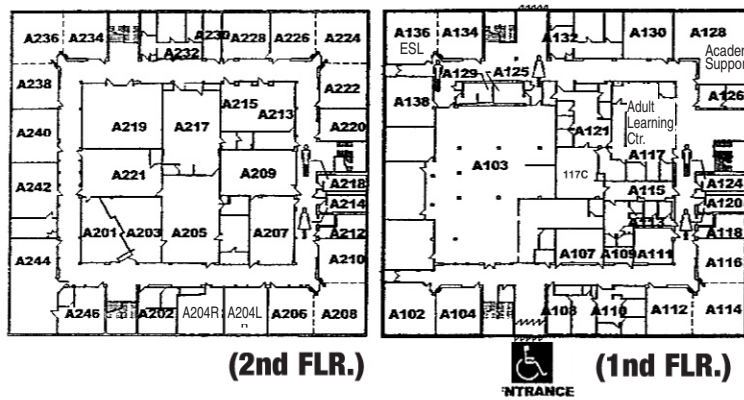 A236
A234
A230
A232
A228
A226
A224
A238
A222
A215
A213
A219
A217
A220
A240
A221
A209
A218
A242
A214
A201
A203
A205
A207
A212
A244
A210
A246
A202
A204R
A204L
A206
A208
(2nd FLR.)
A136
ESL
A134
A132
A130
A128
Academ
Support
A129
A125
A126
A138
A121
Adult
Learning
Ctr.
A103
A117
117C
A124
A115
A120
A113
A118
A107
A109
A111
A116
A102
A104
A108
A110
A112
A114
(1st FLR.)
NTRANCE